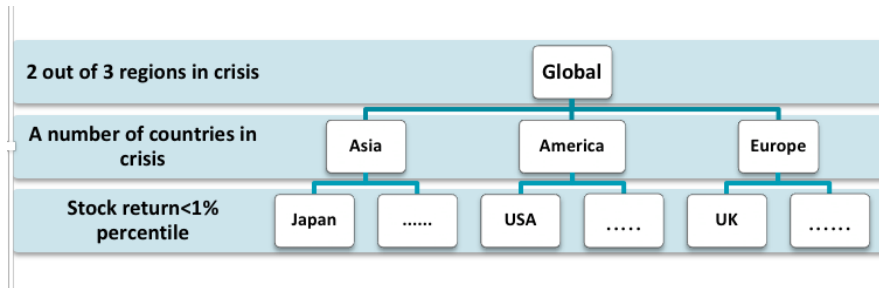 2 out of 3 regions in crisis
Global
A number of countries in
crisis
Asia
America
Europe
Stock return<1%
percentile
Japan
......
USA
.....
UK
......